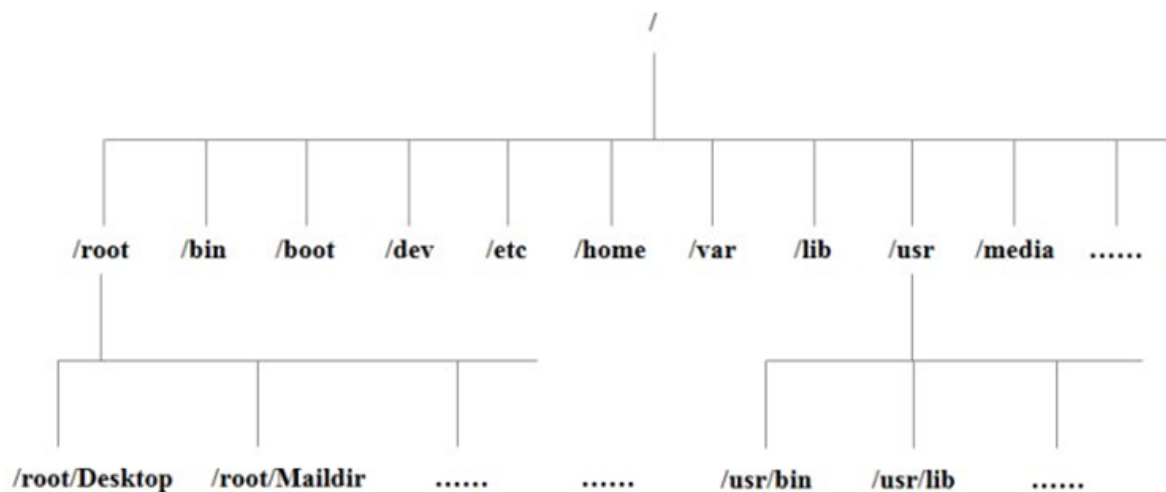 /
/root /bin /boot /dev /etc /home /var /lib /usr /media ......
/root/Desktop /root/Maildir ...... ...... /usr/bin /usr/lib ......